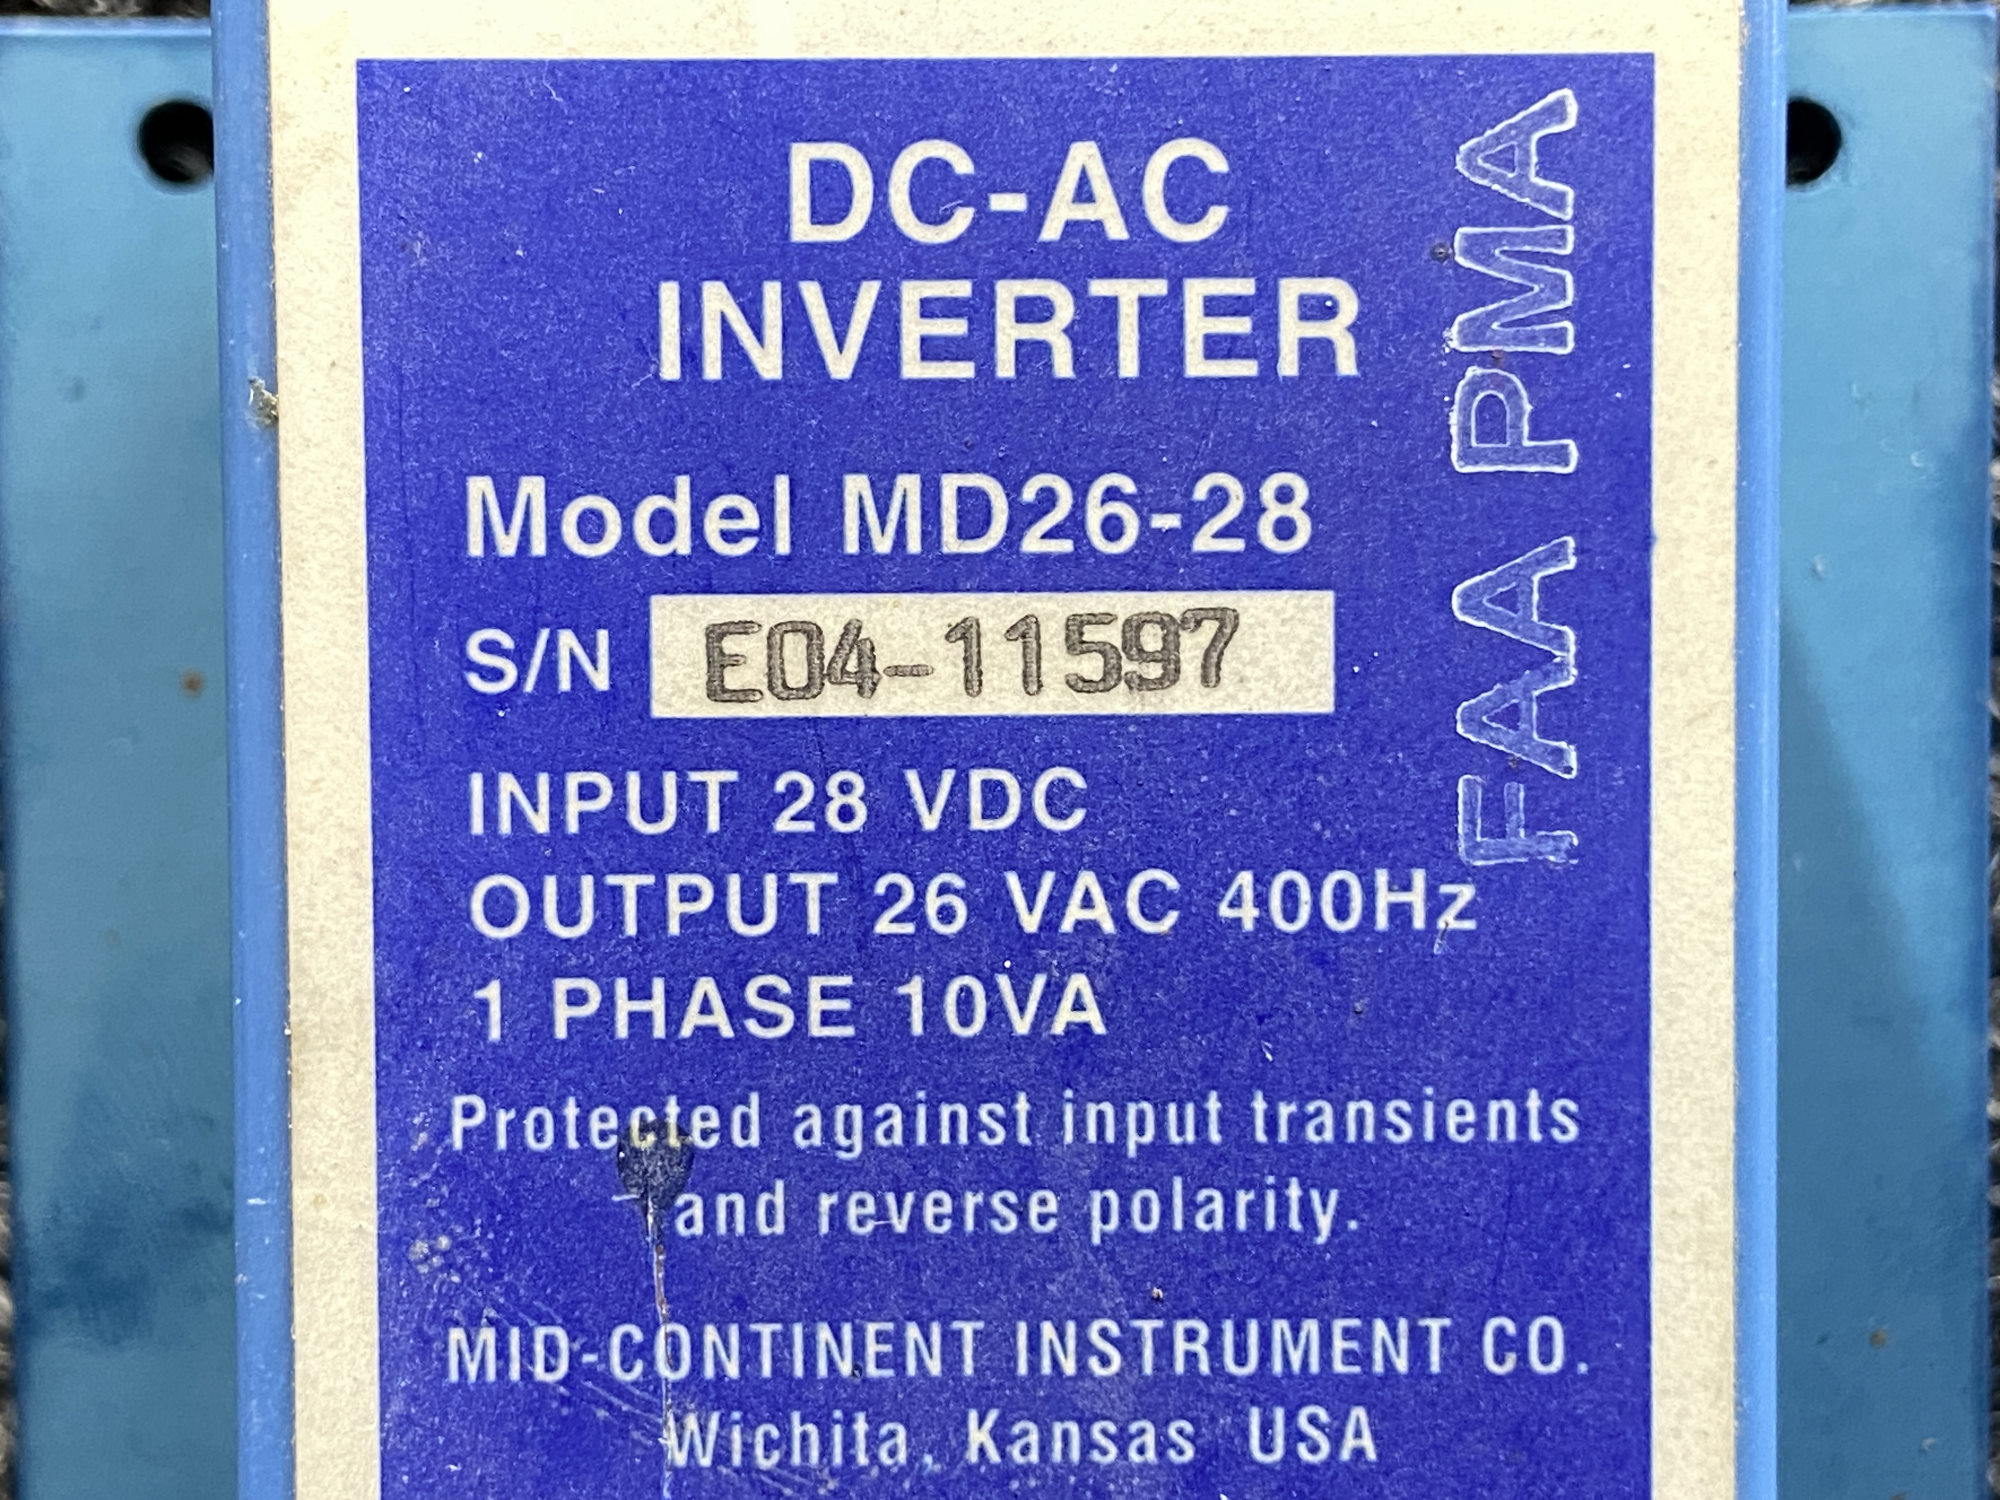 DC-AC
INVERTER
Model MD26-28
S/N E04-11597
INPUT 28 VDC
OUTPUT 26 VAC 400Hz
1 PHASE 10VA
Protected against input transients
and reverse polarity.
MID-CONTINENT INSTRUMENT CO.
Wichita, Kansas USA
FAA PMA